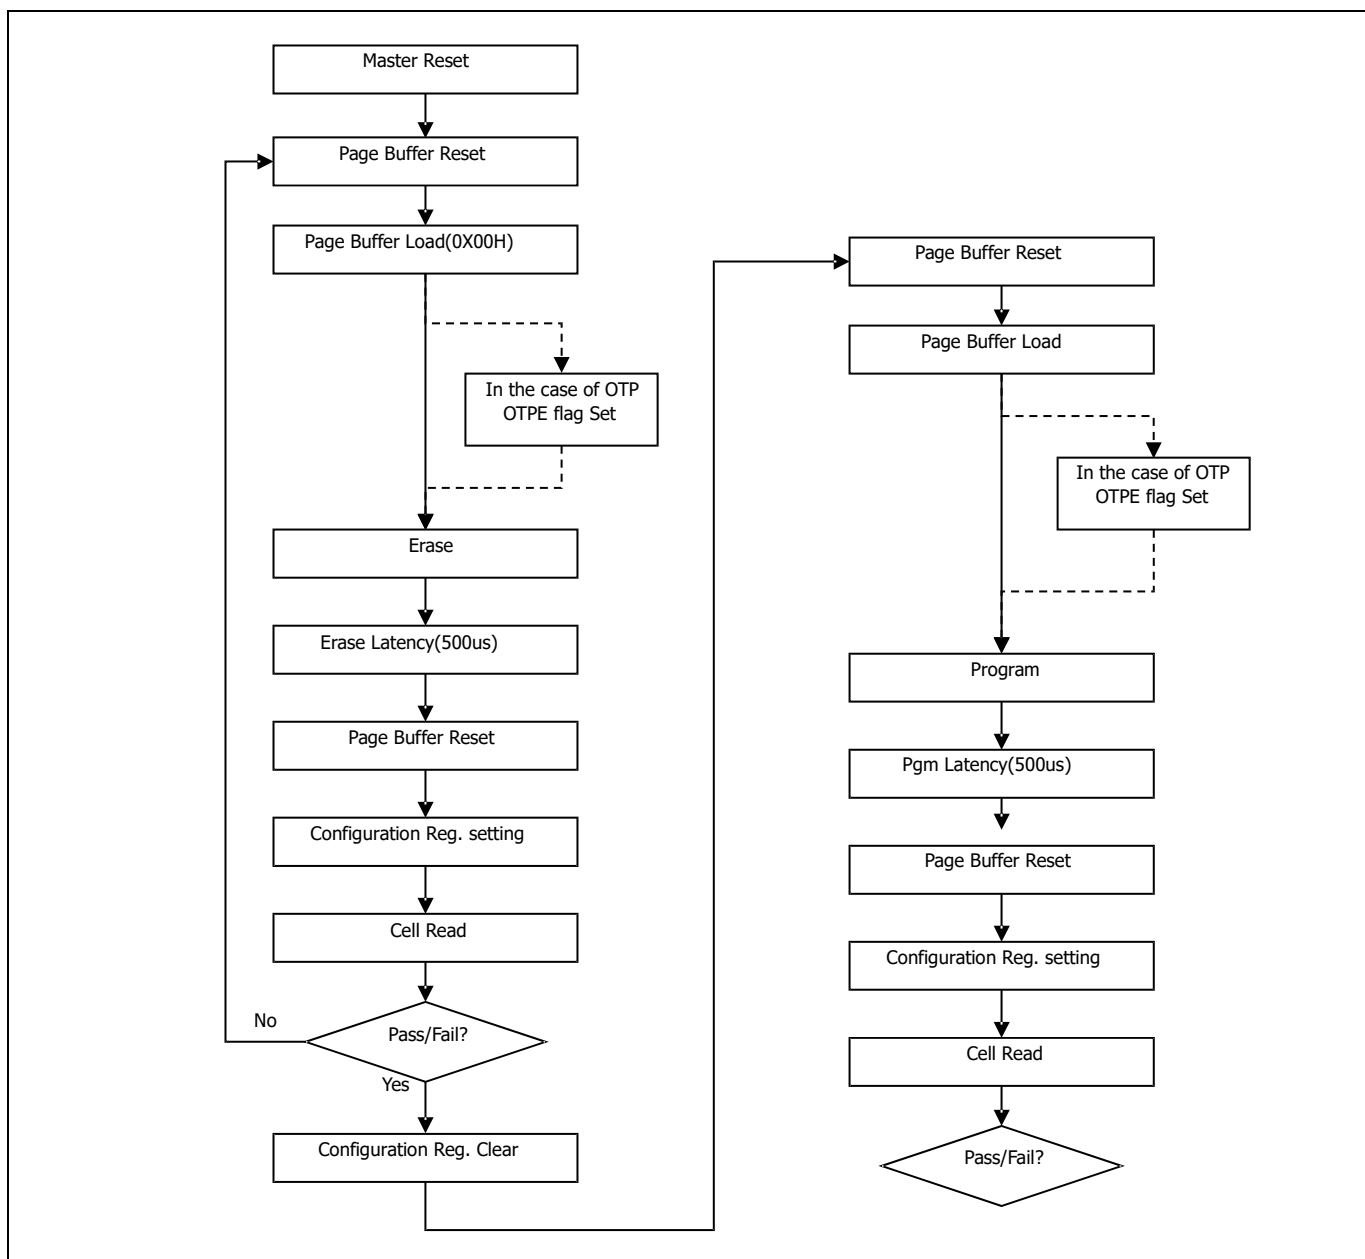 Master Reset
Page Buffer Reset
Page Buffer Load(0X00H)
In the case of OTP
OTPE flag Set
Erase
Erase Latency(500us)
Page Buffer Reset
Configuration Reg. setting
Cell Read
Pass/Fail?
No
Yes
Configuration Reg. Clear
Page Buffer Reset
Page Buffer Load
In the case of OTP
OTPE flag Set
Program
Pgm Latency(500us)
Page Buffer Reset
Configuration Reg. setting
Cell Read
Pass/Fail?